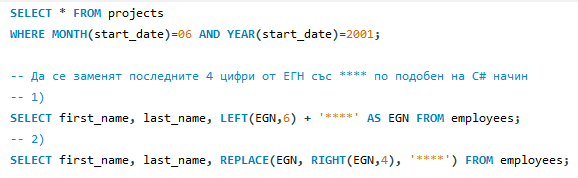 SELECT * FROM projects
WHERE MONTH(start_date)=06 AND YEAR(start_date)=2001;
-- Да се заменят последните 4 цифри от ЕГН със **** по подобен на C# начин
-- 1)
SELECT first_name, last_name, LEFT(EGN,6) + '****' AS EGN FROM employees;
-- 2)
SELECT first_name, last_name, REPLACE(EGN, RIGHT(EGN,4), '****') FROM employees;